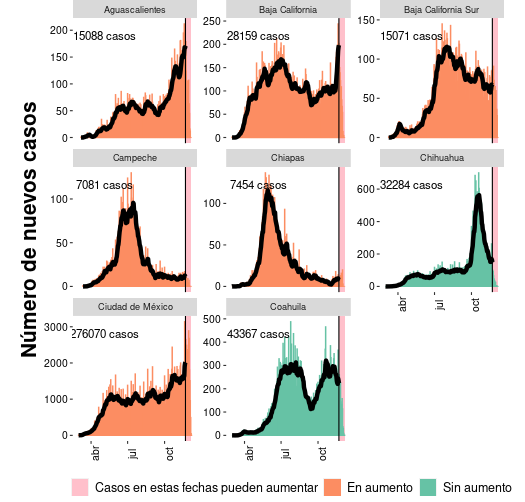 Número de nuevos casos
Aguascalientes
15088 casos
200
150
100
50
0
Baja California
28159 casos
250
200
150
100
50
0
Baja California Sur
15071 casos
150
100
50
0
Campeche
7081 casos
100
50
0
Chiapas
7454 casos
100
50
0
Chihuahua
32284 casos
600
400
200
0
abr
jul
oct
Ciudad de México
276070 casos
3000
2000
1000
0
abr
jul
oct
Coahuila
43367 casos
500
400
300
200
100
0
abr
jul
oct
Casos en estas fechas pueden aumentar
En aumento
Sin aumento